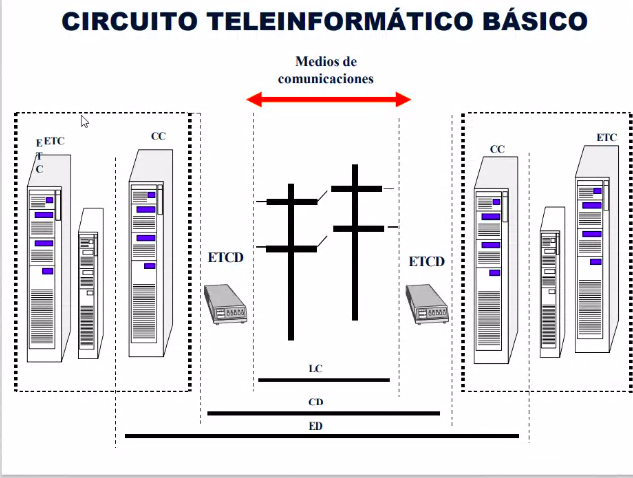 CIRCUITO TELEINFORMÁTICO BÁSICO
Medios de
comunicaciones
ETC
E
T
C
CC
CC
ETC
ETCD
ETCD
LC
CD
ED